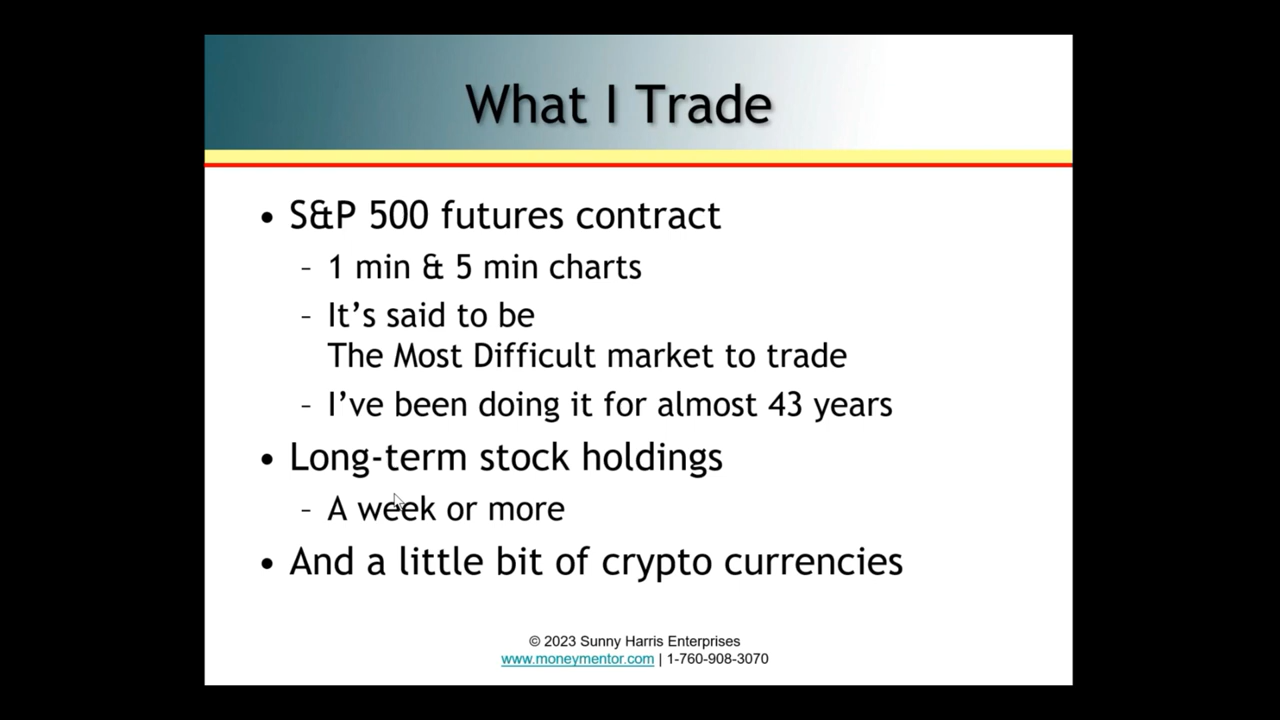 What I Trade
• S&P 500 futures contract
– 1 min & 5 min charts
– It’s said to be
The Most Difficult market to trade
– I’ve been doing it for almost 43 years
• Long-term stock holdings
– A week or more
• And a little bit of crypto currencies
© 2023 Sunny Harris Enterprises
www.moneymentor.com | 1-760-908-3070